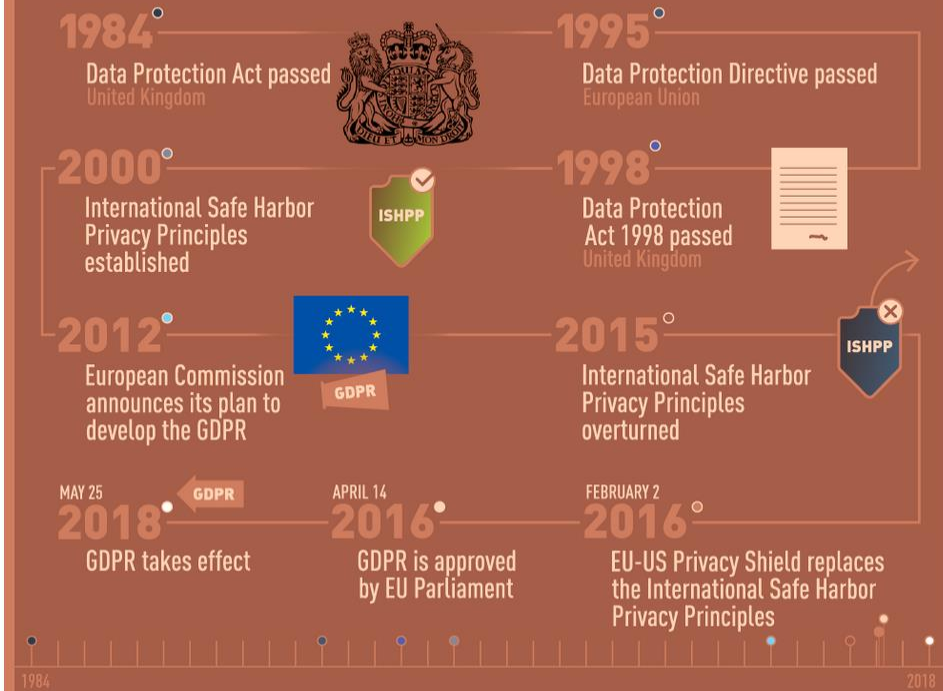 1984
Data Protection Act passed
United Kingdom
DIEU ET MON DROIT
1995
Data Protection Directive passed
European Union
1998
Data Protection
Act 1998 passed
United Kingdom
2000
International Safe Harbor
Privacy Principles
established
ISHPP
2012
European Commission
announces its plan to
develop the GDPR
GDPR
2015
International Safe Harbor
Privacy Principles
overturned
ISHPP
FEBRUARY 2
2016
EU-US Privacy Shield replaces
the International Safe Harbor
Privacy Principles
APRIL 14
2016
GDPR is approved
by EU Parliament
MAY 25
2018
GDPR
GDPR takes effect
1984
2018